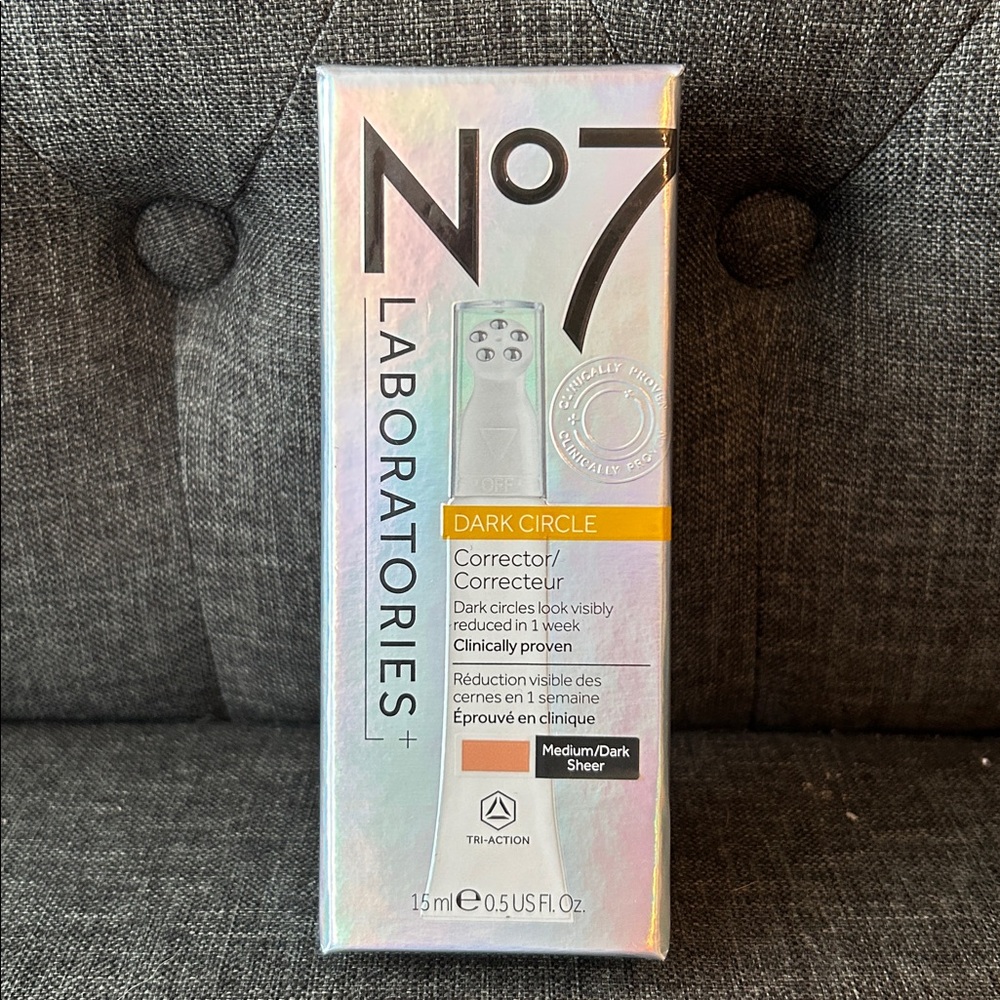 No7
LABORATORIES
CLINICALLY PROVEN
CLINICALLY PROV
OFF
DARK CIRCLE
Corrector/
Correcteur
Dark circles look visibly
reduced in 1 week
Clinically proven
Réduction visible des
cernes en 1 semaine
Éprouvé en clinique
Medium/Dark
Sheer
TRI-ACTION
15 ml e 0.5 US Fl. Oz.